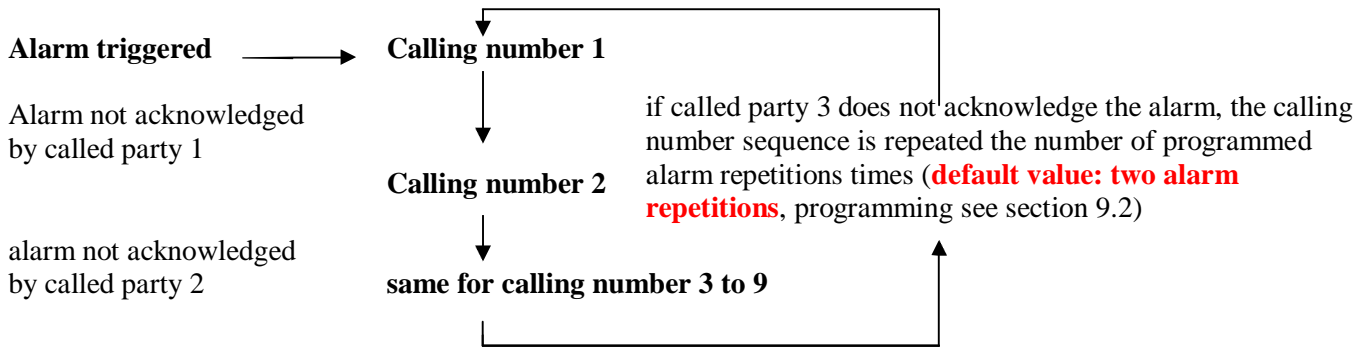 Alarm triggered
Calling number 1
Alarm not acknowledged
by called party 1
if called party 3 does not acknowledge the alarm, the calling
number sequence is repeated the number of programmed
alarm repetitions times (default value: two alarm
repetitions, programming see section 9.2)
Calling number 2
alarm not acknowledged
by called party 2
same for calling number 3 to 9